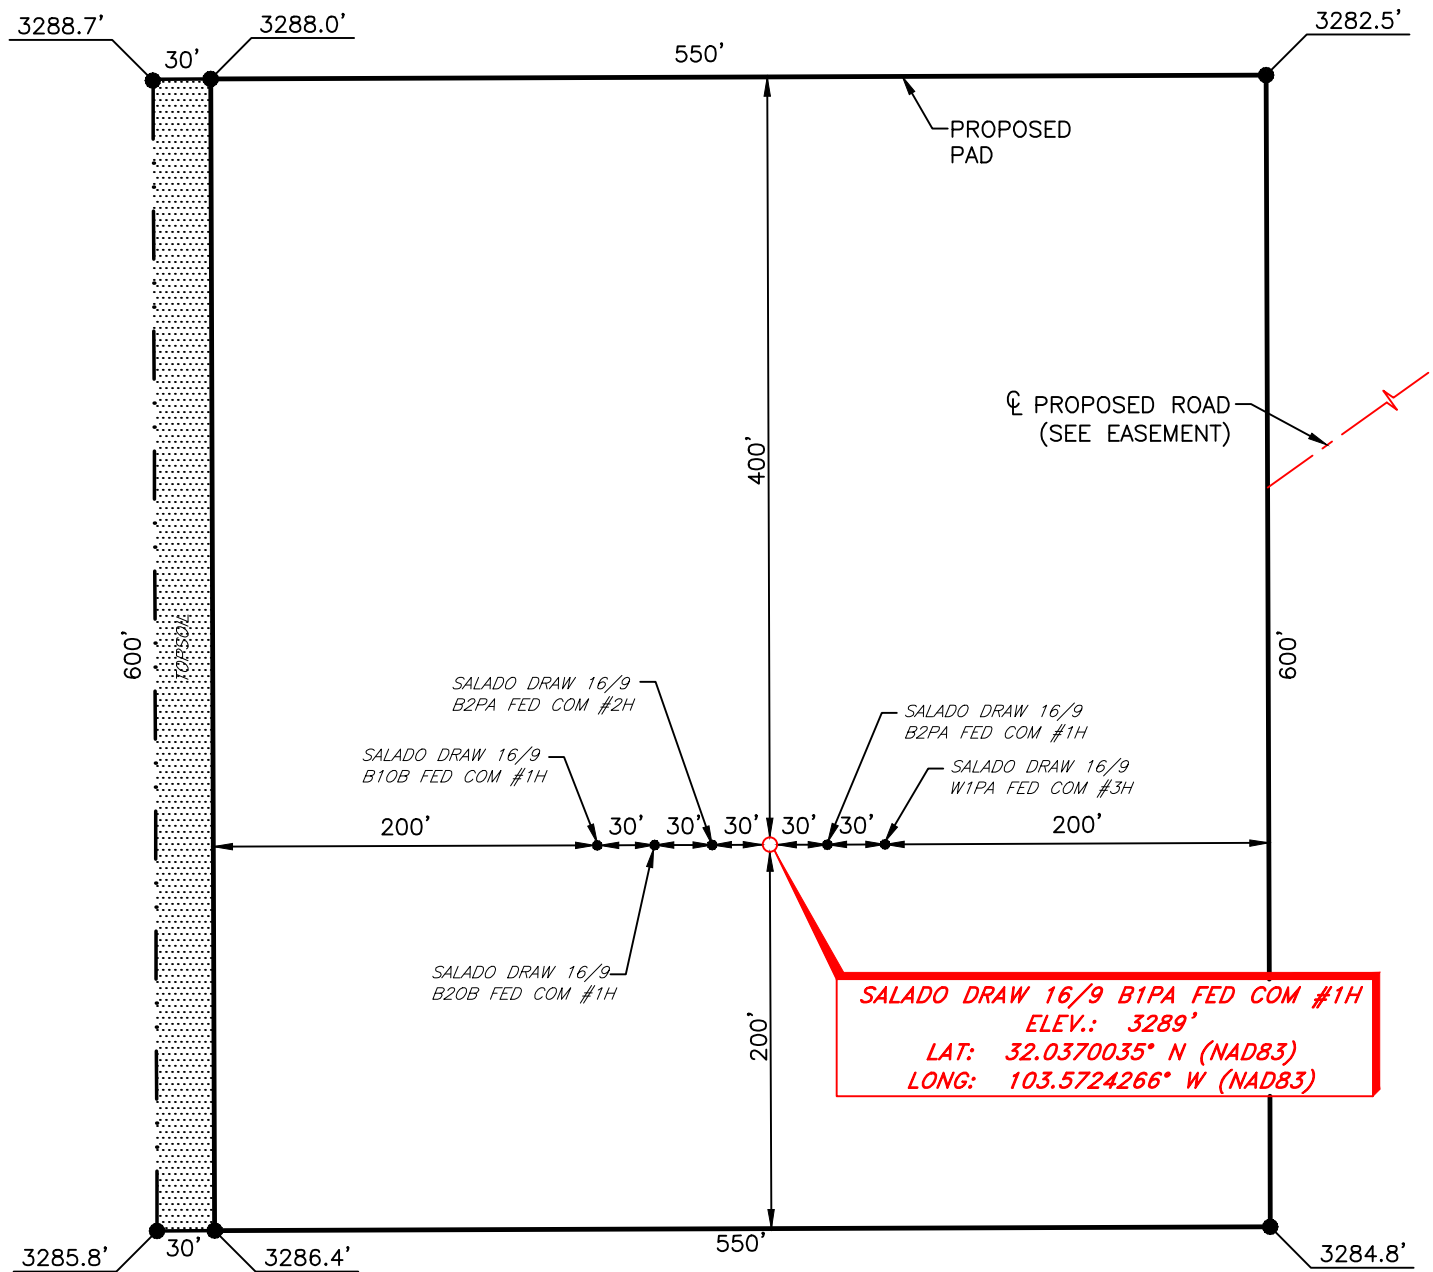 3288.7'
30'
3288.0'
550'
3282.5'
PROPOSED
PAD
℄ PROPOSED ROAD
(SEE EASEMENT)
400'
600'
TOPSOIL
600'
SALADO DRAW 16/9
B2PA FED COM #2H
SALADO DRAW 16/9
B2PA FED COM #1H
SALADO DRAW 16/9
B1OB FED COM #1H
SALADO DRAW 16/9
W1PA FED COM #3H
200'
30'
30'
30'
30'
30'
200'
SALADO DRAW 16/9
B2OB FED COM #1H
200'
SALADO DRAW 16/9 B1PA FED COM #1H
ELEV.: 3289'
LAT: 32.0370035° N (NAD83)
LONG: 103.5724266° W (NAD83)
3285.8'
30'
3286.4'
550'
3284.8'